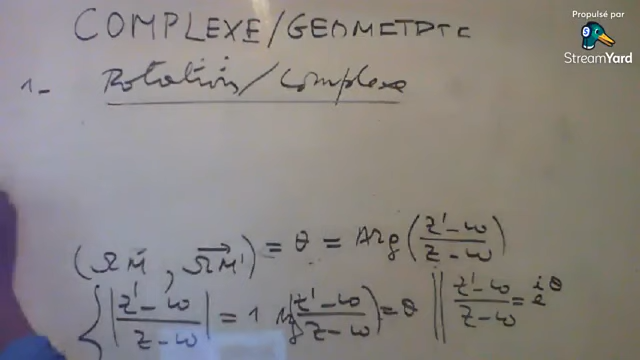 Propulsé par
StreamYard
COMPLEXE/GEOMETRIE
1- Rotation/Complexe
(ΩM, ΩM') = θ = Arg(z'-ω / z-ω)
{ |z'-ω / z-ω| = 1 Arg(z'-ω / z-ω) = θ || z'-ω / z-ω = e^iθ